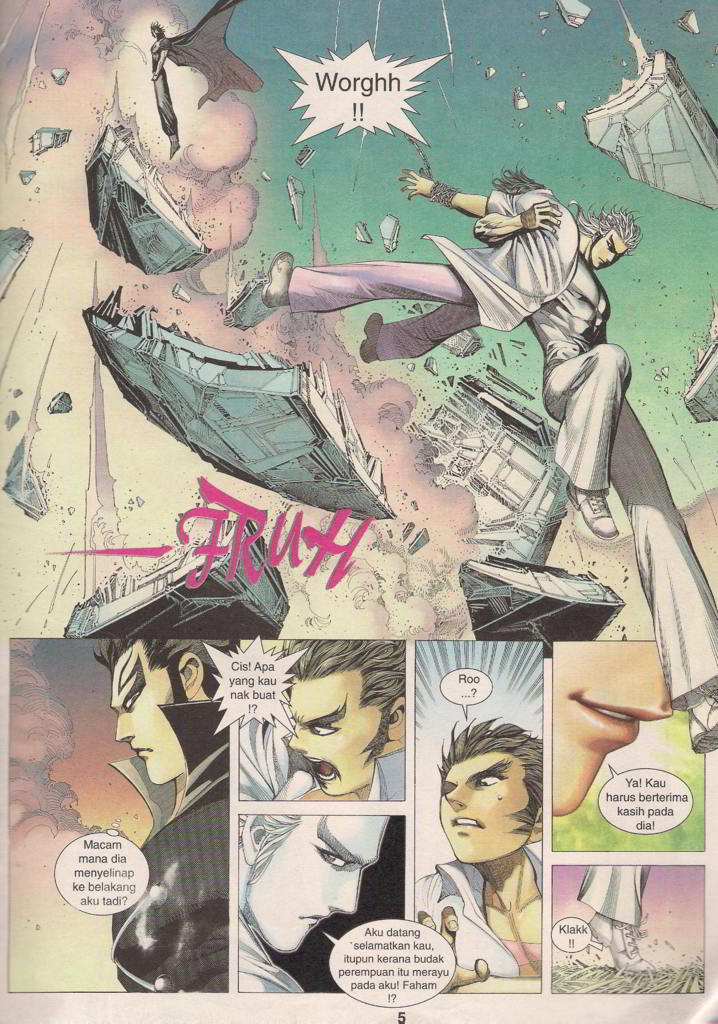 Worghh
!!
FRUH
Cis! Apa
yang kau
nak buat
!?
Macam
mana dia
menyelinap
ke belakang
aku tadi?
Aku datang
selamatkan kau,
itupun kerana budak
perempuan itu merayu
pada aku! Faham
!?
Roo
...?
Ya! Kau
harus berterima
kasih pada
dia!
Klakk
!!
5